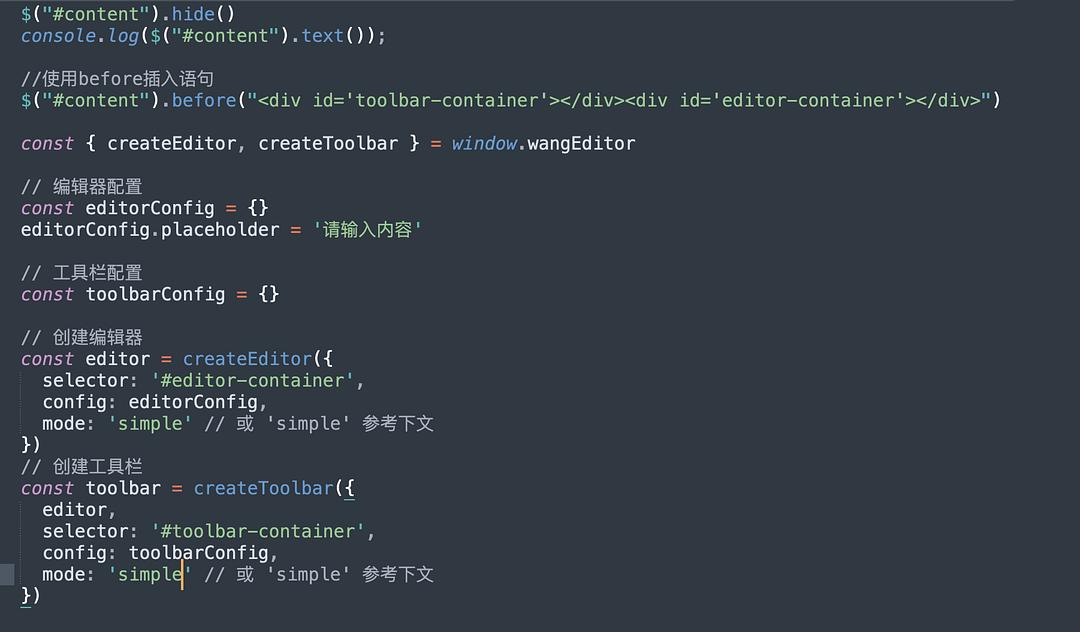 $("#content").hide()
console.log($("#content").text());
//使用before插入语句
$("#content").before("<div id='toolbar-container'></div><div id='editor-container'></div>")
const { createEditor, createToolbar } = window.wangEditor
// 编辑器配置
const editorConfig = {}
editorConfig.placeholder = '请输入内容'
// 工具栏配置
const toolbarConfig = {}
// 创建编辑器
const editor = createEditor({
  selector: '#editor-container',
  config: editorConfig,
  mode: 'simple' // 或 'simple' 参考下文
})
// 创建工具栏
const toolbar = createToolbar({
  editor,
  selector: '#toolbar-container',
  config: toolbarConfig,
  mode: 'simple' // 或 'simple' 参考下文
})